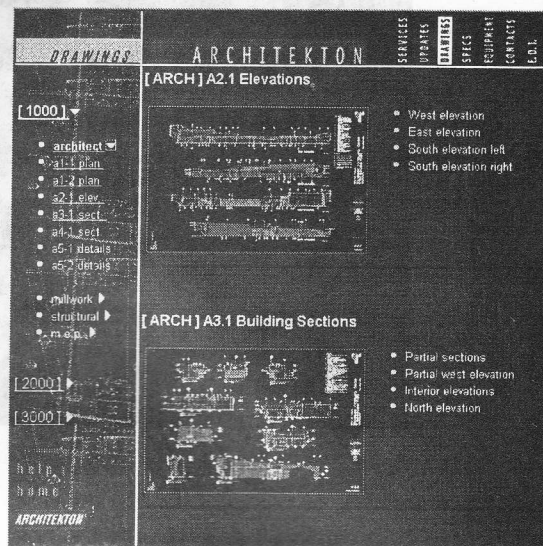 DRAWINGS
ARCHITEKTON
SERVICES
UPDATES
DRAWINGS
SPECS
EQUIPMENT
CONTACTS
E.D.I.
[ 1000 ]
architect
a1-1 plan
a1-2 plan
a2-1 elev
a3-1 sect
a4-1 sect
a5-1 details
a5-2 details
millwork
structural
m.e.p.
[ 2000 ]
[ 3000 ]
help
home
ARCHITEKTON
[ ARCH ] A2.1 Elevations
West elevation
East elevation
South elevation left
South elevation right
[ ARCH ] A3.1 Building Sections
Partial sections
Partial west elevation
Interior elevations
North elevation